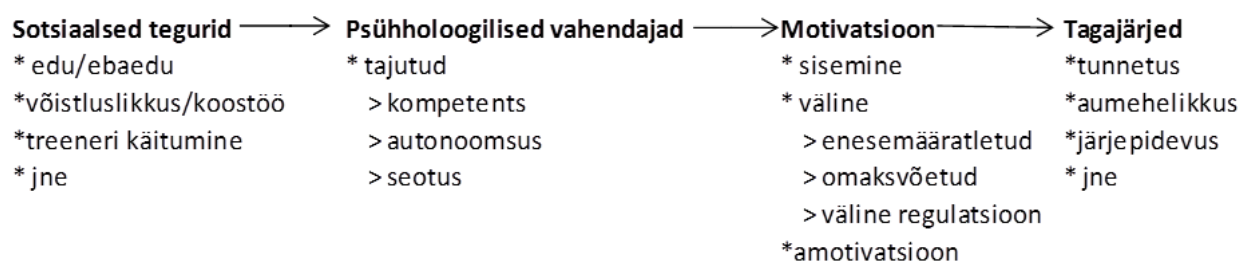 Sotsiaalsed tegurid → Psühholoogilised vahendajad → Motivatsioon → Tagajärjed
* edu/ebaedu * tajutud * sisemine *tunnetus
*võistluslikkus/koostöö > kompetents * väline *aumehelikkus
*treeneri käitumine > autonoomsus > enesemääratletud *järjepidevus
* jne > seotus > omaksvõetud * jne
> väline regulatsioon
*amotivatsioon